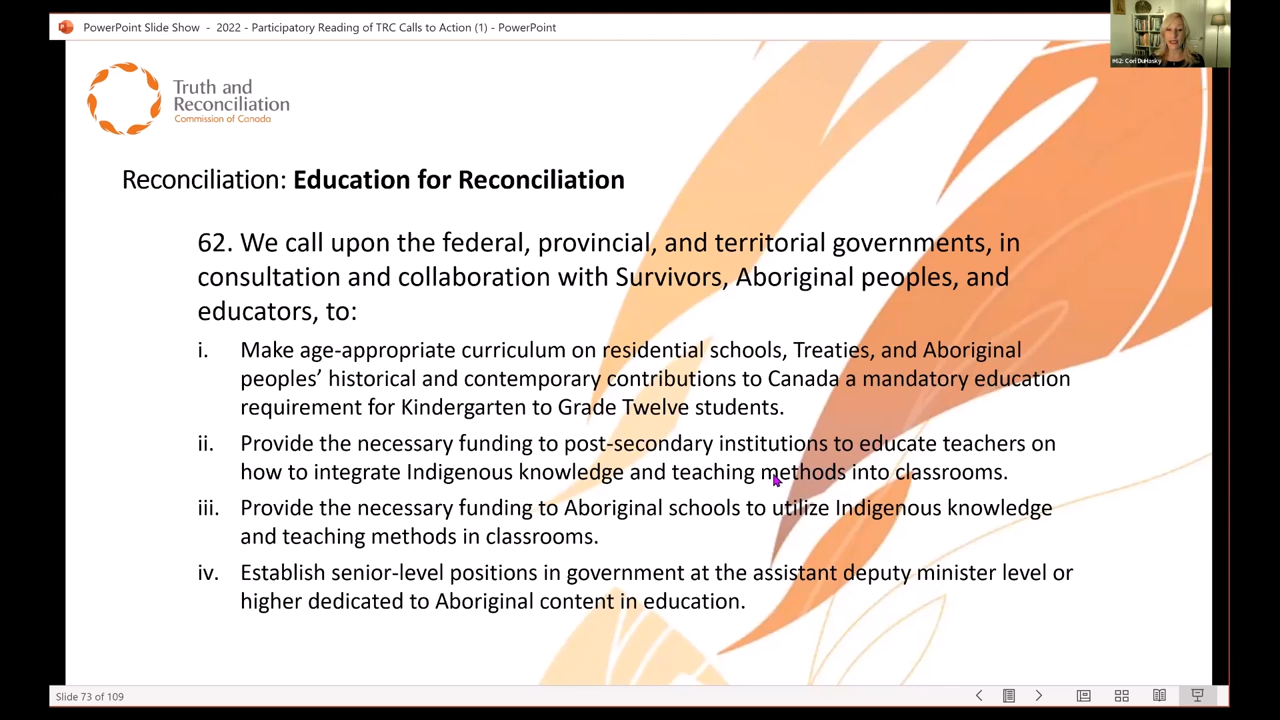 PowerPoint Slide Show - 2022 - Participatory Reading of TRC Calls to Action (1) - PowerPoint
#62: Cori DuHasky
Truth and
Reconciliation
Commission of Canada
Reconciliation: Education for Reconciliation
62. We call upon the federal, provincial, and territorial governments, in
consultation and collaboration with Survivors, Aboriginal peoples, and
educators, to:
i. Make age-appropriate curriculum on residential schools, Treaties, and Aboriginal
peoples’ historical and contemporary contributions to Canada a mandatory education
requirement for Kindergarten to Grade Twelve students.
ii. Provide the necessary funding to post-secondary institutions to educate teachers on
how to integrate Indigenous knowledge and teaching methods into classrooms.
iii. Provide the necessary funding to Aboriginal schools to utilize Indigenous knowledge
and teaching methods in classrooms.
iv. Establish senior-level positions in government at the assistant deputy minister level or
higher dedicated to Aboriginal content in education.
Slide 73 of 109